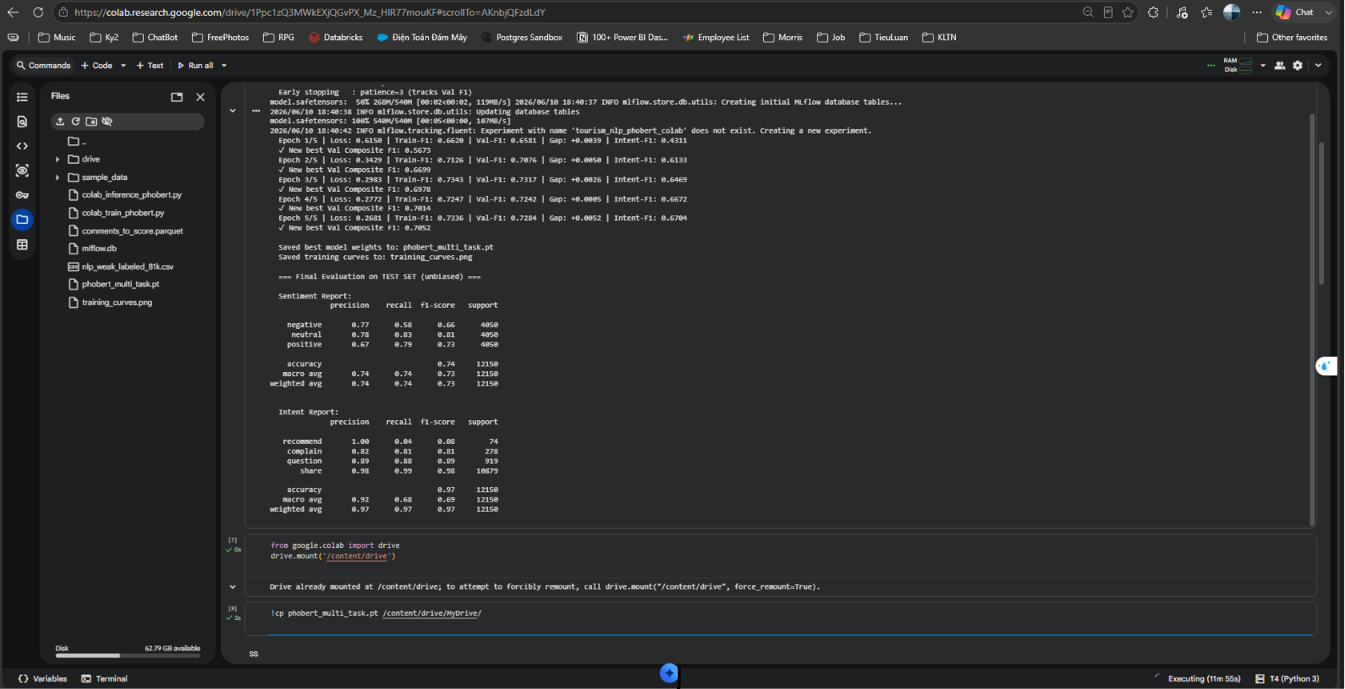 https://colab.research.google.com/drive/1Ppc1zQ3MWkEXjQGvPX_Mz_HIR77mouKF#scrollTo=AKnbjQFzdLdY
Chat
Music
Ky2
ChatBot
FreePhotos
RPG
Databricks
Điện Toán Đám Mây
Postgres Sandbox
100+ Power BI Das...
Employee List
Morris
Job
TieuLuan
KLTN
Other favorites
Commands
+ Code
+ Text
Run all
RAM
Disk
Files
..
drive
sample_data
colab_inference_phobert.py
colab_train_phobert.py
comments_to_score.parquet
mlflow.db
nlp_weak_labeled_81k.csv
phobert_multi_task.pt
training_curves.png
Disk
62.79 GB available
Early stopping : patience=3 (tracks Val F1)
model.safetensors: 50% 268M/540M [00:02<00:02, 119MB/s] 2026/06/10 18:40:37 INFO mlflow.store.db.utils: Creating initial MLflow database tables...
2026/06/10 18:40:38 INFO mlflow.store.db.utils: Updating database tables
model.safetensors: 100% 540M/540M [00:05<00:00, 107MB/s]
2026/06/10 18:40:42 INFO mlflow.tracking.fluent: Experiment with name 'tourism_nlp_phobert_colab' does not exist. Creating a new experiment.
Epoch 1/5 | Loss: 0.6150 | Train-F1: 0.6620 | Val-F1: 0.6581 | Gap: +0.0039 | Intent-F1: 0.4311
✓ New best Val Composite F1: 0.5673
Epoch 2/5 | Loss: 0.3429 | Train-F1: 0.7126 | Val-F1: 0.7076 | Gap: +0.0050 | Intent-F1: 0.6133
✓ New best Val Composite F1: 0.6699
Epoch 3/5 | Loss: 0.2983 | Train-F1: 0.7343 | Val-F1: 0.7317 | Gap: +0.0026 | Intent-F1: 0.6469
✓ New best Val Composite F1: 0.6978
Epoch 4/5 | Loss: 0.2772 | Train-F1: 0.7247 | Val-F1: 0.7242 | Gap: +0.0005 | Intent-F1: 0.6672
✓ New best Val Composite F1: 0.7014
Epoch 5/5 | Loss: 0.2681 | Train-F1: 0.7336 | Val-F1: 0.7284 | Gap: +0.0052 | Intent-F1: 0.6704
✓ New best Val Composite F1: 0.7052
Saved best model weights to: phobert_multi_task.pt
Saved training curves to: training_curves.png
=== Final Evaluation on TEST SET (unbiased) ===
Sentiment Report:
precision recall f1-score support
negative 0.77 0.58 0.66 4050
neutral 0.78 0.83 0.81 4050
positive 0.67 0.79 0.73 4050
accuracy 0.74 12150
macro avg 0.74 0.74 0.73 12150
weighted avg 0.74 0.74 0.73 12150
Intent Report:
precision recall f1-score support
recommend 1.00 0.04 0.08 74
complain 0.82 0.81 0.81 278
question 0.89 0.88 0.89 919
share 0.98 0.99 0.98 10879
accuracy 0.97 12150
macro avg 0.92 0.68 0.69 12150
weighted avg 0.97 0.97 0.97 12150
[7]
0s
from google.colab import drive
drive.mount('/content/drive')
Drive already mounted at /content/drive; to attempt to forcibly remount, call drive.mount("/content/drive", force_remount=True).
[8]
2s
!cp phobert_multi_task.pt /content/drive/MyDrive/
ss
Variables
Terminal
Executing (11m 55s)
T4 (Python 3)